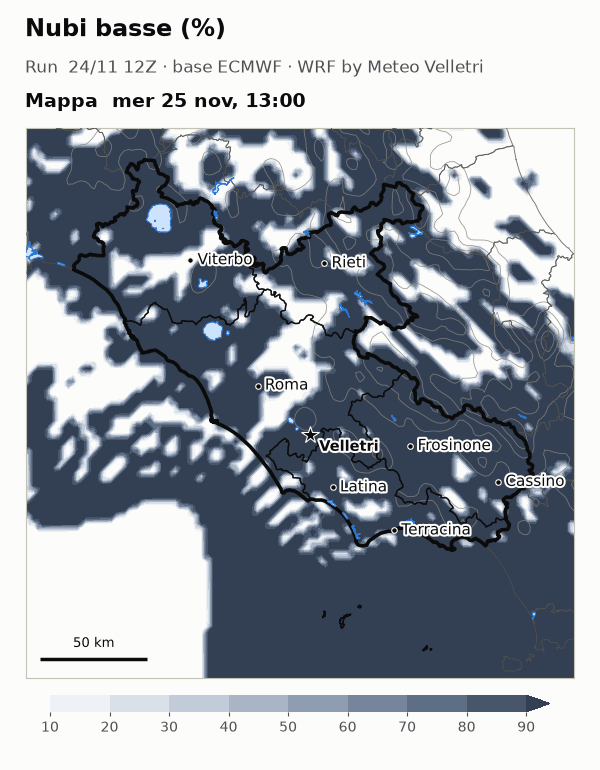 Nubi basse (%)
Run  24/11 12Z · base ECMWF · WRF by Meteo Velletri
Mappa  mer 25 nov, 13:00
Viterbo
Rieti
Roma
Velletri
Frosinone
Cassino
Latina
Terracina
50 km
10 20 30 40 50 60 70 80 90